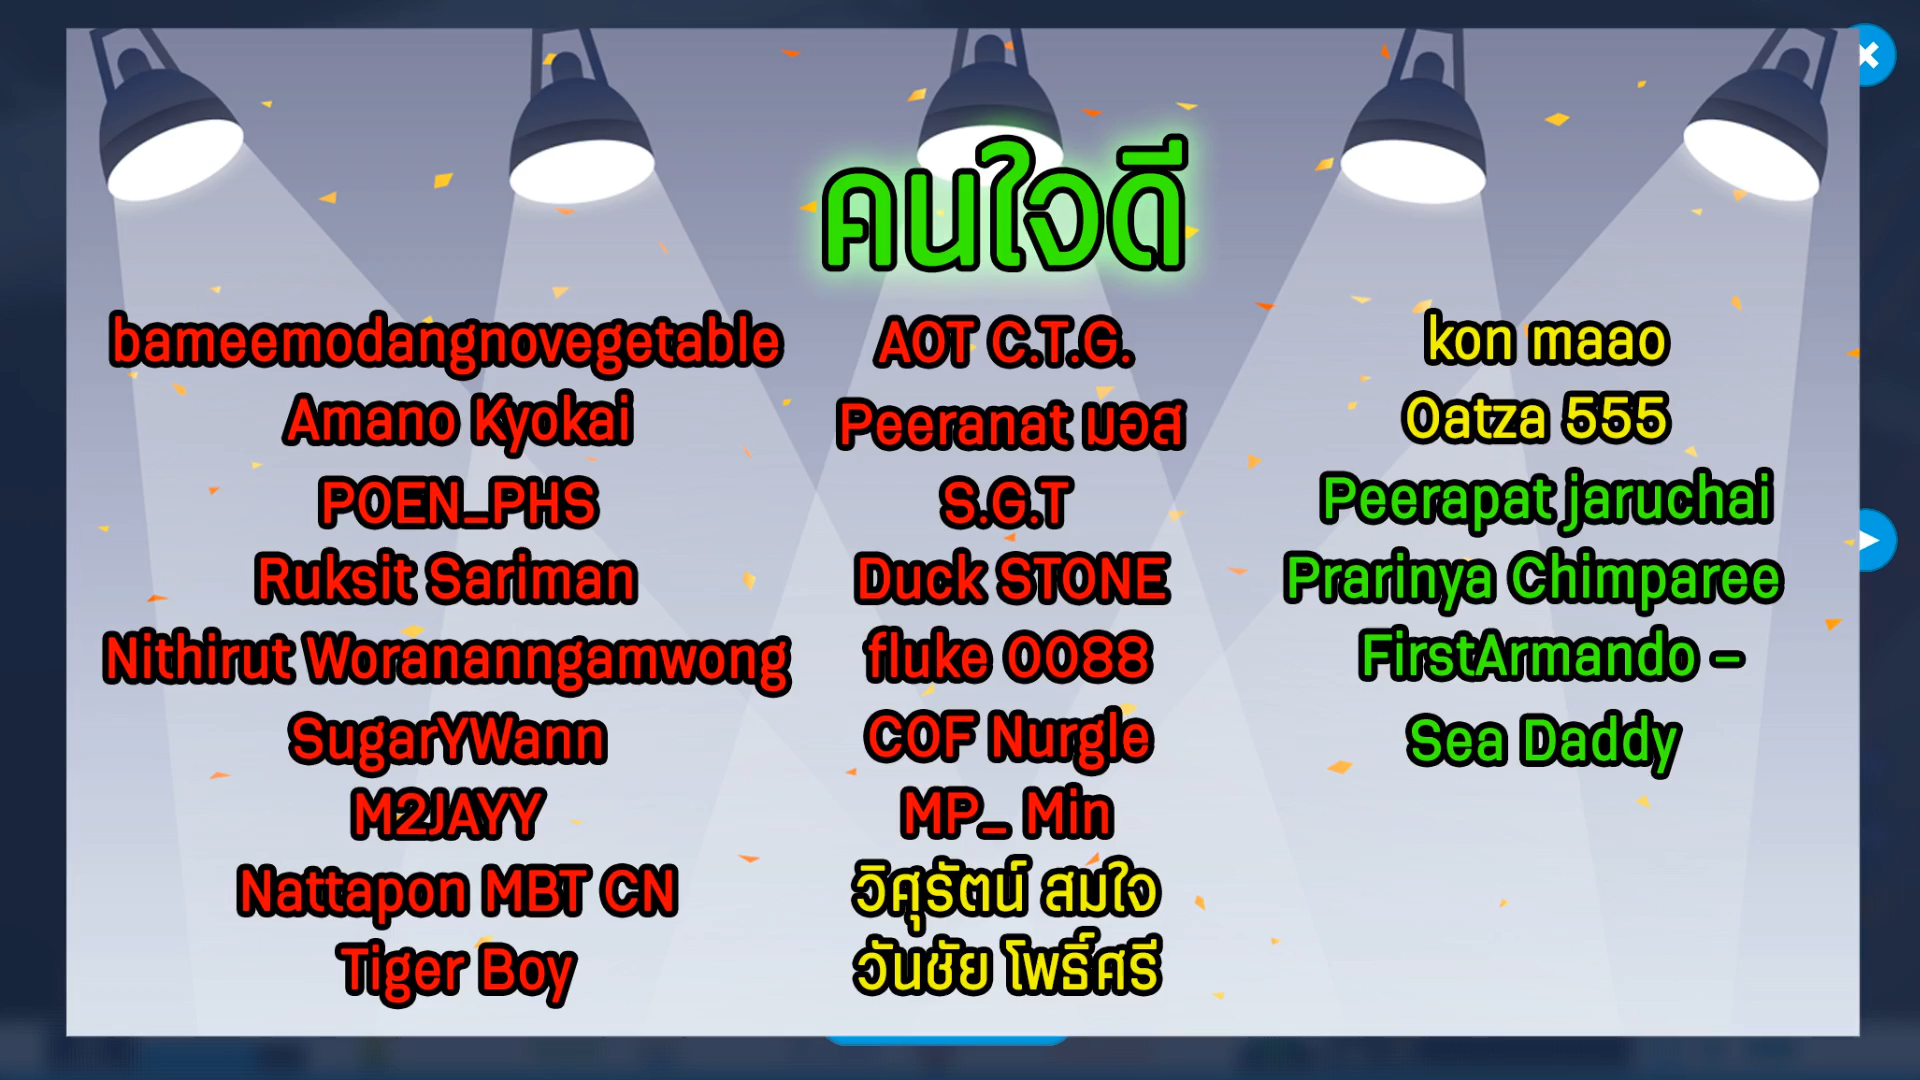 คนใจดี
bameemodangnovegetable
Amano Kyokai
POEN_PHS
Ruksit Sariman
Nithirut Worananngamwong
SugarYWann
M2JAYY
Nattapon MBT CN
Tiger Boy
AOT C.T.G.
Peeranat มอส
S.G.T
Duck STONE
fluke 0088
COF Nurgle
MP_ Min
วิศุรัตน์ สมใจ
วันชัย โพธิ์ศรี
kon maao
Oatza 555
Peerapat jaruchai
Prarinya Chimparee
FirstArmando -
Sea Daddy